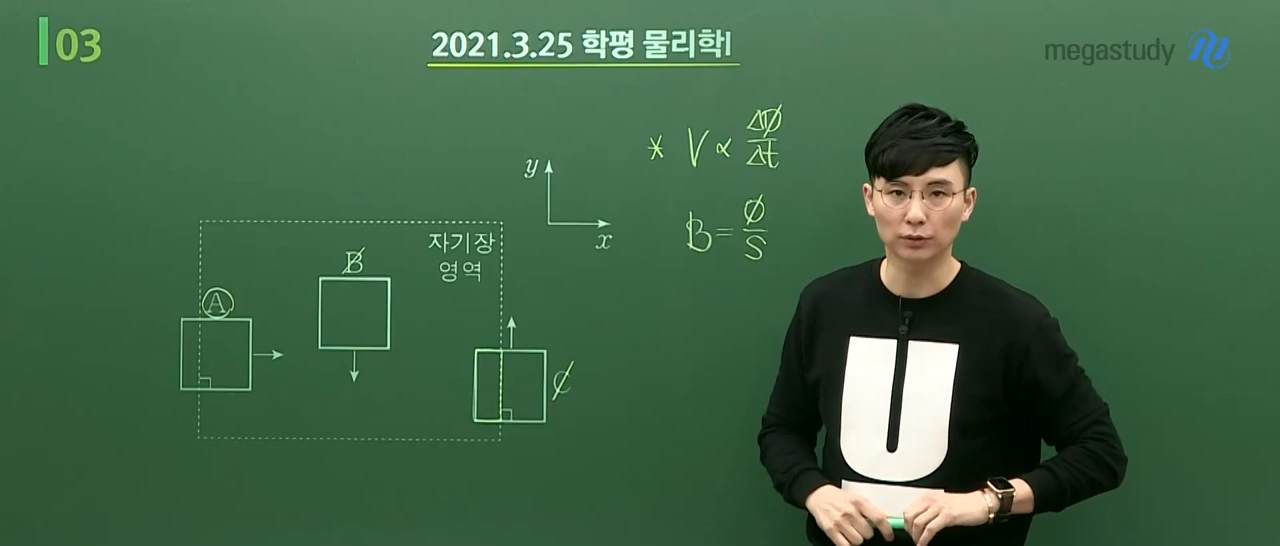 03
2021.3.25 학평 물리학I
megastudy
* V ∝ ΔΦ/Δt
B = Φ/S
y
x
자기장
영역
B
A
C
U